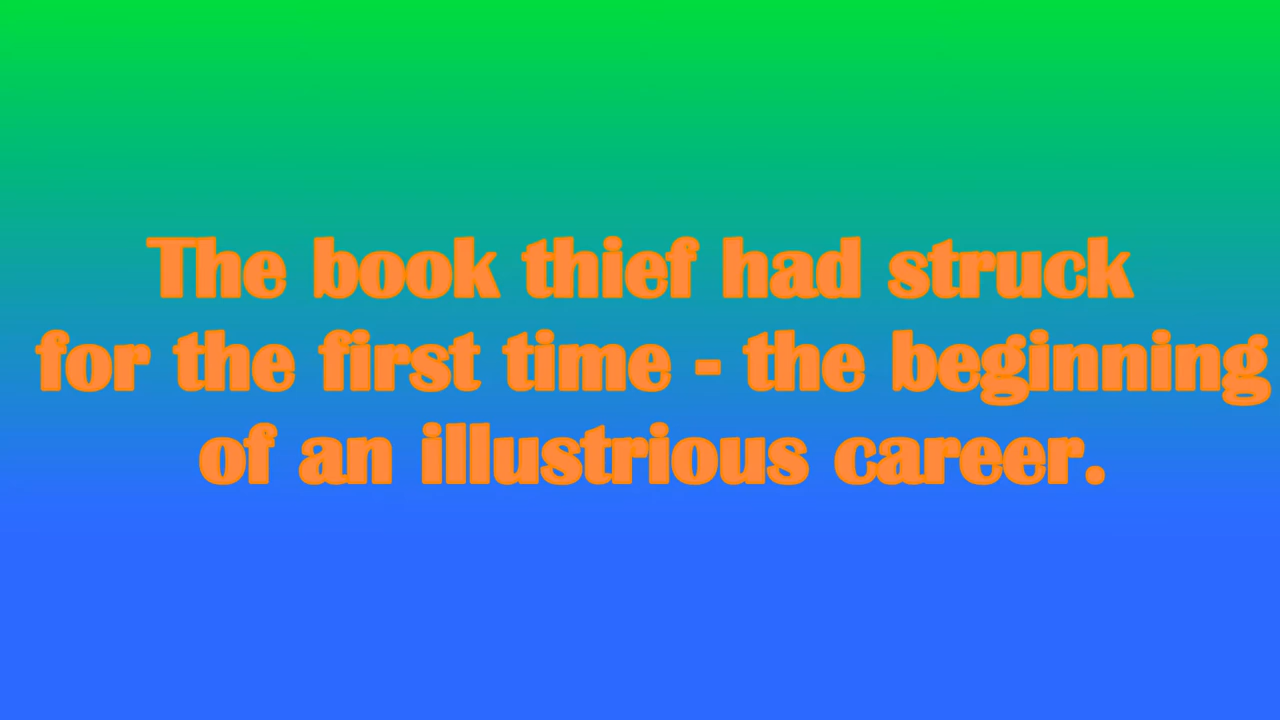 The book thief had struck
for the first time - the beginning
of an illustrious career.